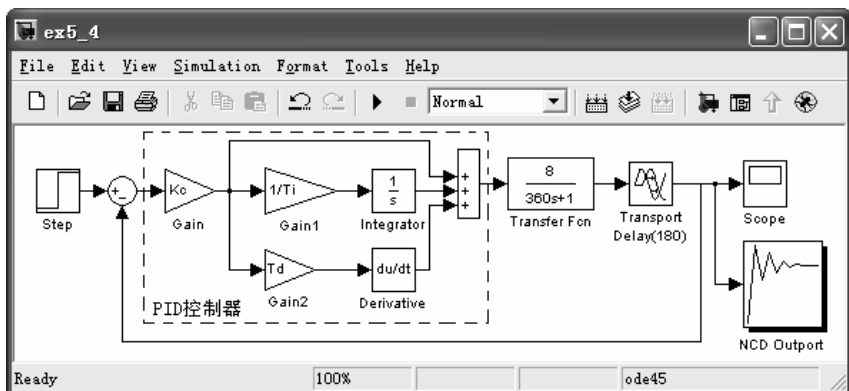 ex5_4
File Edit View Simulation Format Tools Help
Normal
Step
+
-
Kc
Gain
1/Ti
Gain1
1
s
Integrator
Td
Gain2
du/dt
Derivative
+
+
+
PID控制器
8
360s+1
Transfer Fcn
Transport
Delay(180)
Scope
NCD Outport
Ready 100% ode45